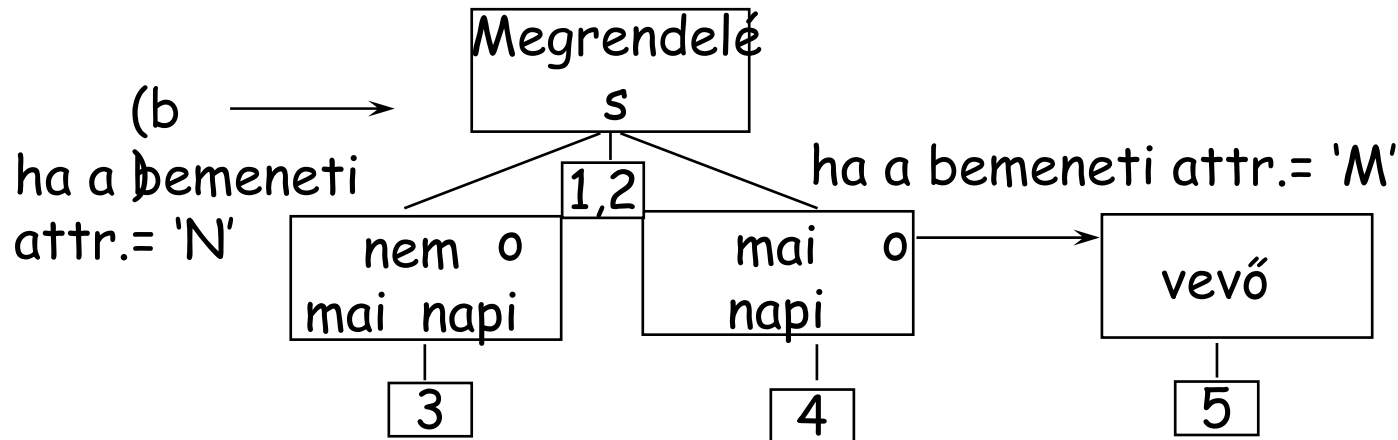 Megrendelé
s
(b
)
ha a bemeneti
attr.= 'N'
1,2
ha a bemeneti attr.= 'M'
nem o
mai napi
mai o
napi
vevő
3
4
5